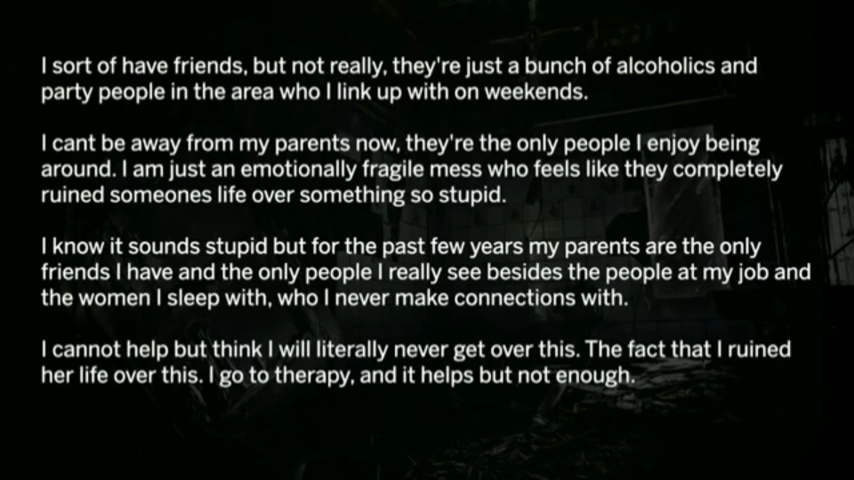 I sort of have friends, but not really, they're just a bunch of alcoholics and
party people in the area who I link up with on weekends.
I cant be away from my parents now, they're the only people I enjoy being
around. I am just an emotionally fragile mess who feels like they completely
ruined someones life over something so stupid.
I know it sounds stupid but for the past few years my parents are the only
friends I have and the only people I really see besides the people at my job and
the women I sleep with, who I never make connections with.
I cannot help but think I will literally never get over this. The fact that I ruined
her life over this. I go to therapy, and it helps but not enough.